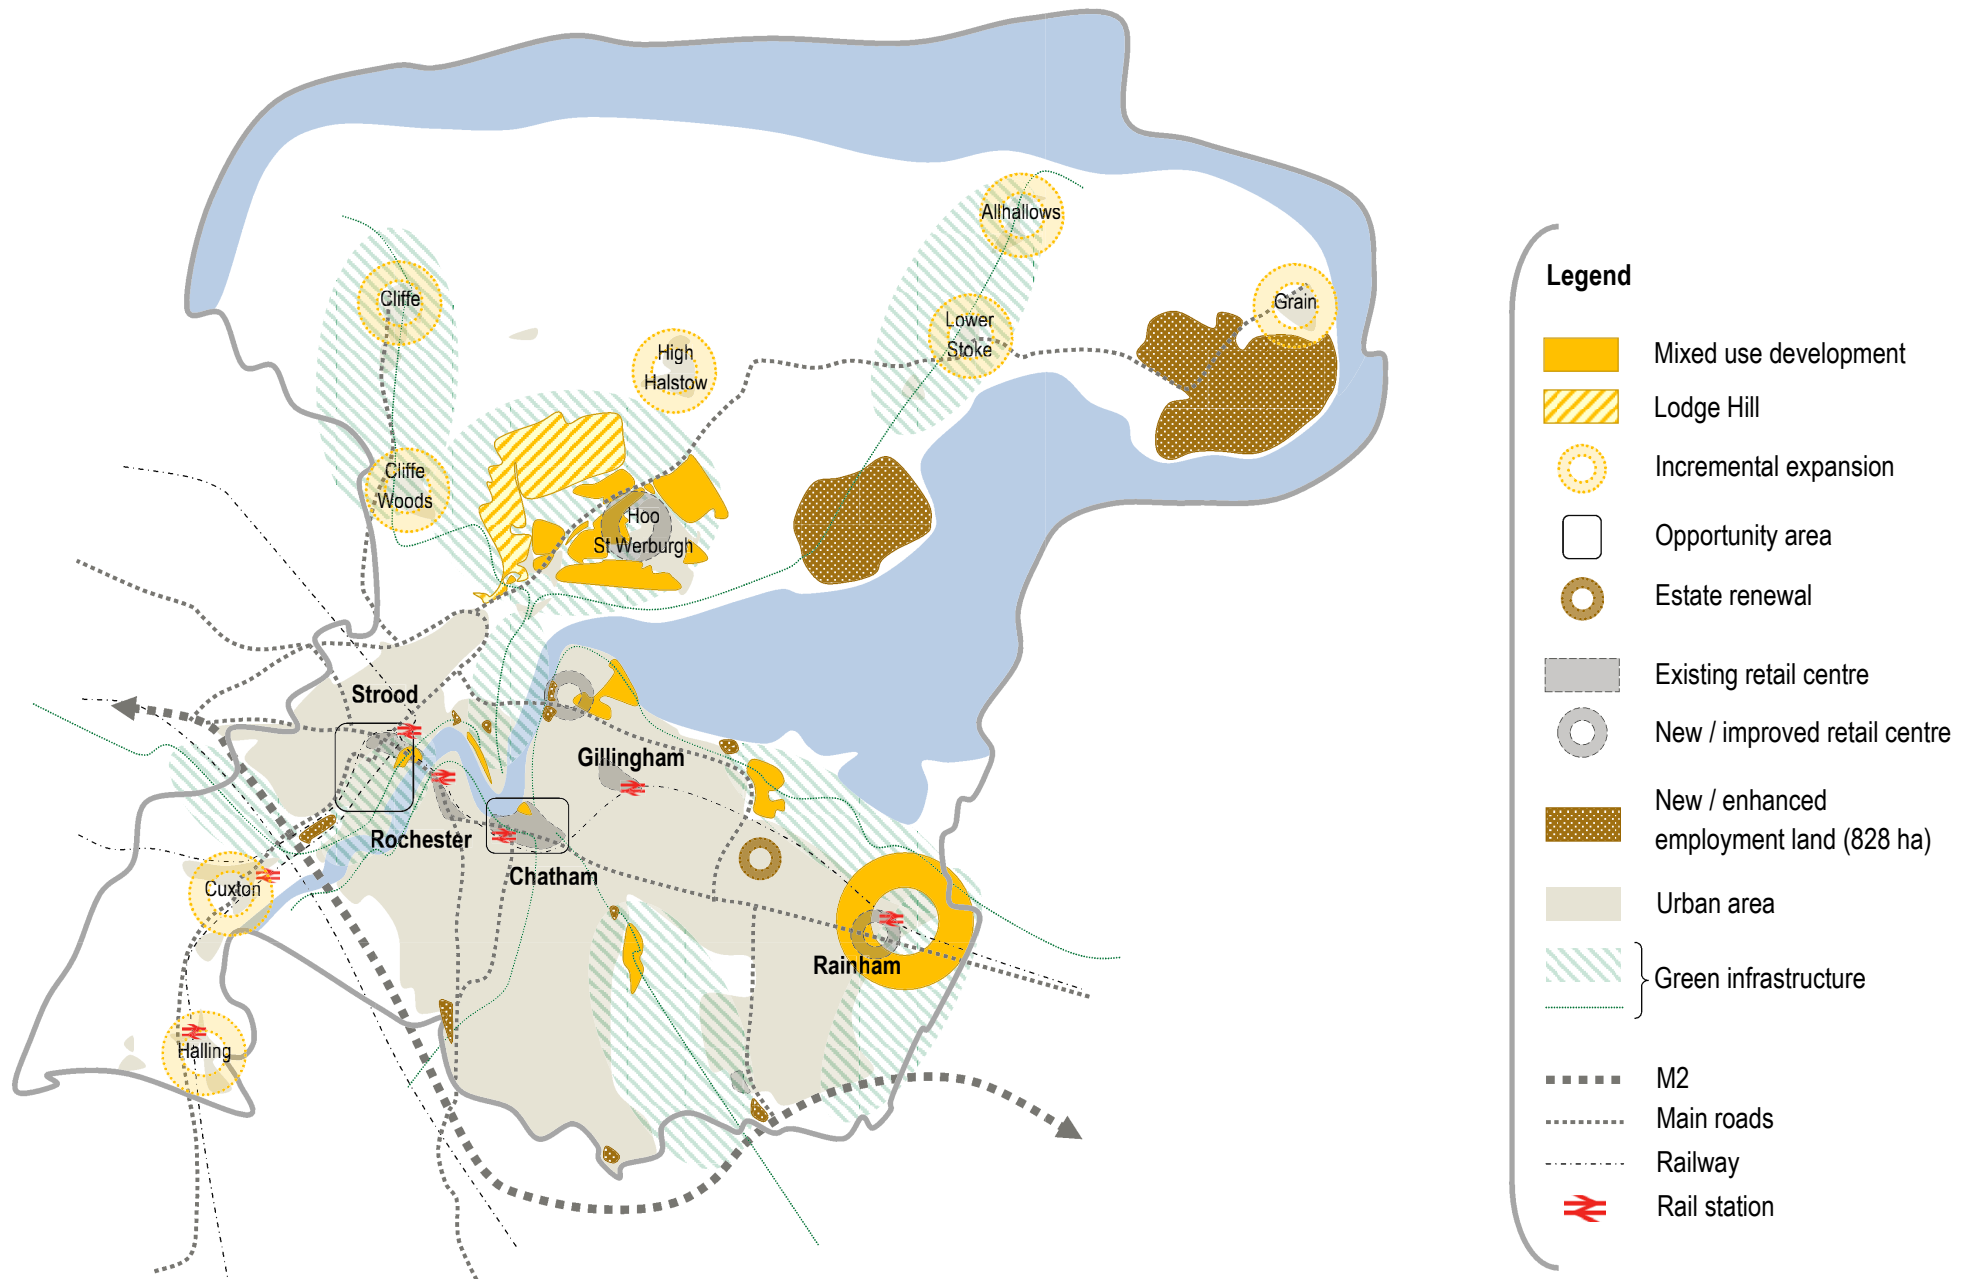 Allhallows
Cliffe
Grain
Lower
Stoke
High
Halstow
Cliffe
Woods
Hoo
St Werburgh
Strood
Gillingham
Rochester
Chatham
Cuxton
Rainham
Halling
Legend
Mixed use development
Lodge Hill
Incremental expansion
Opportunity area
Estate renewal
Existing retail centre
New / improved retail centre
New / enhanced
employment land (828 ha)
Urban area
Green infrastructure
M2
Main roads
Railway
Rail station